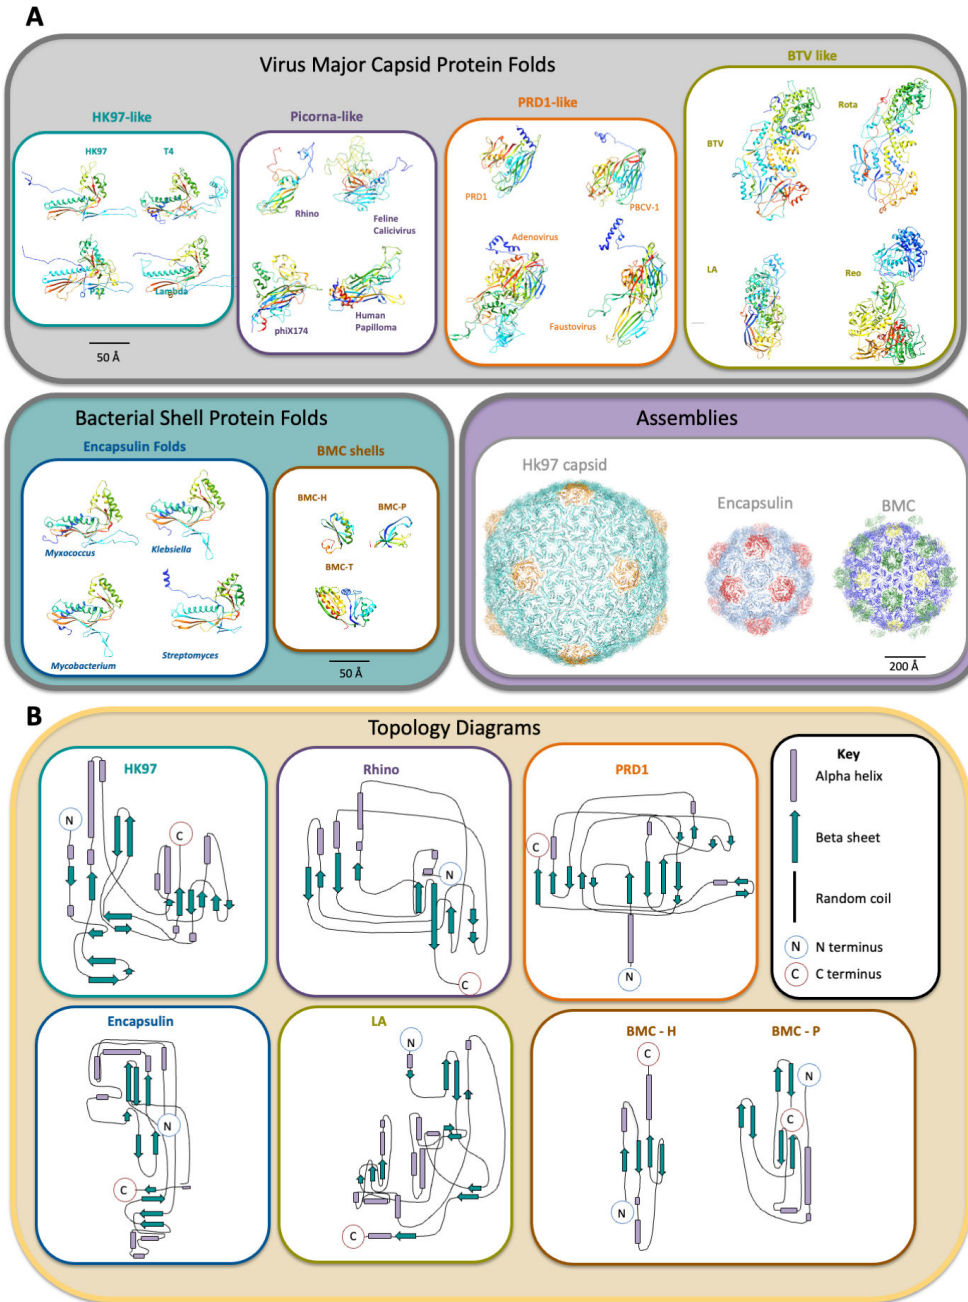 A
Virus Major Capsid Protein Folds
HK97-like
Picorna-like
PRD1-like
BTV like
HK97
T4
P22
Lambda
50 Å
Rhino
Feline
Calicivirus
phiX174
Human
Papilloma
PRD1
PBCV-1
Adenovirus
Faustovirus
BTV
Rota
LA
Reo
Bacterial Shell Protein Folds
Encapsulin Folds
BMC shells
Myxococcus
Klebsiella
Mycobacterium
Streptomyces
BMC-H
BMC-P
BMC-T
50 Å
Assemblies
Hk97 capsid
Encapsulin
BMC
200 Å
B
Topology Diagrams
HK97
N
C
Rhino
N
C
PRD1
C
N
Key
Alpha helix
Beta sheet
Random coil
N N terminus
C C terminus
Encapsulin
N
C
LA
N
C
BMC - H
C
N
BMC - P
N
C